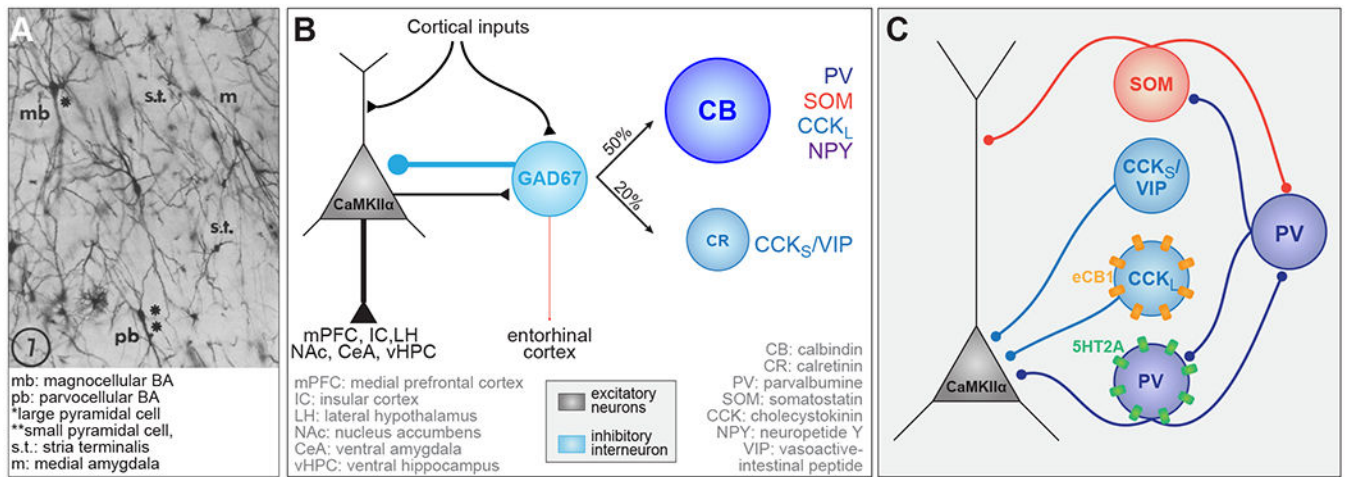 A
mb
*
s.t.
m
s.t.
*
*
pb
7
mb: magnocellular BA
pb: parvocellular BA
*large pyramidal cell
**small pyramidal cell,
s.t.: stria terminalis
m: medial amygdala
B
Cortical inputs
CaMKIIα
GAD67
50%
20%
CB
PV
SOM
CCKL
NPY
CR
CCKS/VIP
mPFC, IC,LH
NAc, CeA, vHPC
entorhinal
cortex
mPFC: medial prefrontal cortex
IC: insular cortex
LH: lateral hypothalamus
NAc: nucleus accumbens
CeA: ventral amygdala
vHPC: ventral hippocampus
excitatory
neurons
inhibitory
interneuron
CB: calbindin
CR: calretinin
PV: parvalbumine
SOM: somatostatin
CCK: cholecystokinin
NPY: neuropetide Y
VIP: vasoactive-
intestinal peptide
C
SOM
CCKS/
VIP
PV
eCB1
CCKL
5HT2A
PV
CaMKIIα